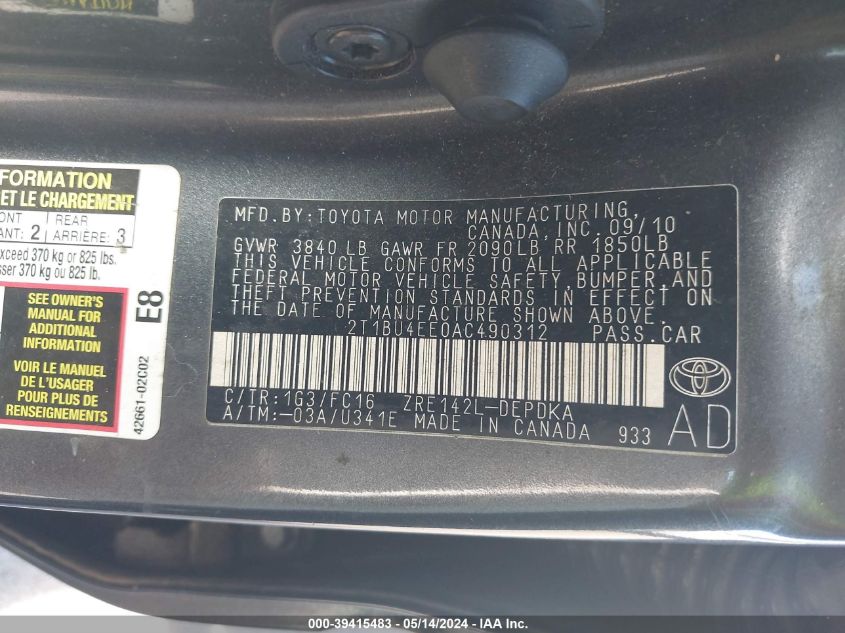 FORMATION
ET LE CHARGEMENT
REAR
2 ARRIÈRE: 3
exceed 370 kg or 825 lbs.
370 kg ou 825 lb.
SEE OWNER'S
MANUAL FOR
ADDITIONAL
INFORMATION
VOIR LE MANUEL
DE L'USAGER
POUR PLUS DE
RENSEIGNEMENTS
E8
42661-02C02
MFD. BY: TOYOTA MOTOR MANUFACTURING,
CANADA, INC. 09/10
GVWR 3840 LB GAWR FR 2090LB RR 1850LB
THIS VEHICLE CONFORMS TO ALL APPLICABLE
FEDERAL MOTOR VEHICLE SAFETY, BUMPER, AND
THEFT PREVENTION STANDARDS IN EFFECT ON
THE DATE OF MANUFACTURE SHOWN ABOVE.
2T1BU4EE0AC490312 PASS.CAR
C/TR: 1G3/FC16 ZRE142L-DEPDKA
A/TM: -03A/U341E MADE IN CANADA 933
AD
000-39415483 - 05/14/2024 - IAA Inc.